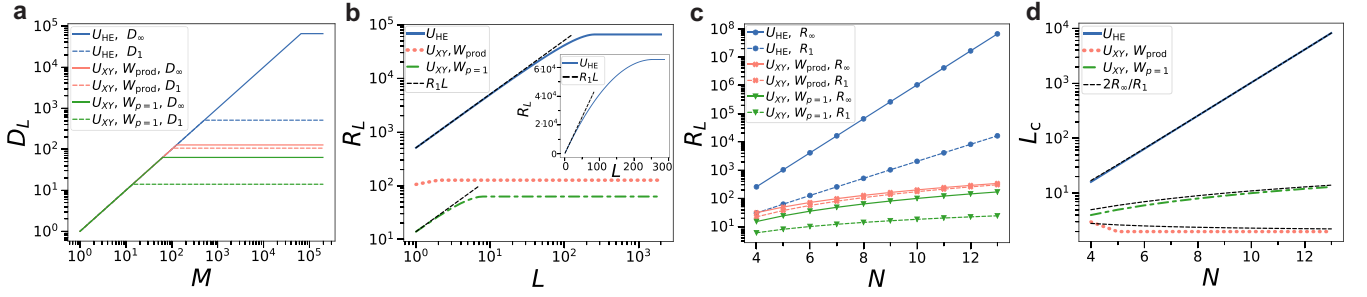 a
D_L
10^5
10^4
10^3
10^2
10^1
10^0
U_HE, D_∞
U_HE, D_1
U_XY, W_prod, D_∞
U_XY, W_prod, D_1
U_XY, W_{p=1}, D_∞
U_XY, W_{p=1}, D_1
10^0 10^1 10^2 10^3 10^4 10^5
M
b
R_L
10^5
10^4
10^3
10^2
10^1
U_HE
U_XY, W_prod
U_XY, W_{p=1}
R_1L
10^0 10^1 10^2 10^3
L
R_L
6·10^4
4·10^4
2·10^4
0
U_HE
R_1L
0 100 200 300
L
c
R_L
10^8
10^7
10^6
10^5
10^4
10^3
10^2
10^1
U_HE, R_∞
U_HE, R_1
U_XY, W_prod, R_∞
U_XY, W_prod, R_1
U_XY, W_{p=1}, R_∞
U_XY, W_{p=1}, R_1
4 6 8 10 12
N
d
L_c
10^4
10^3
10^2
10^1
U_HE
U_XY, W_prod
U_XY, W_{p=1}
2R_∞/R_1
4 6 8 10 12
N